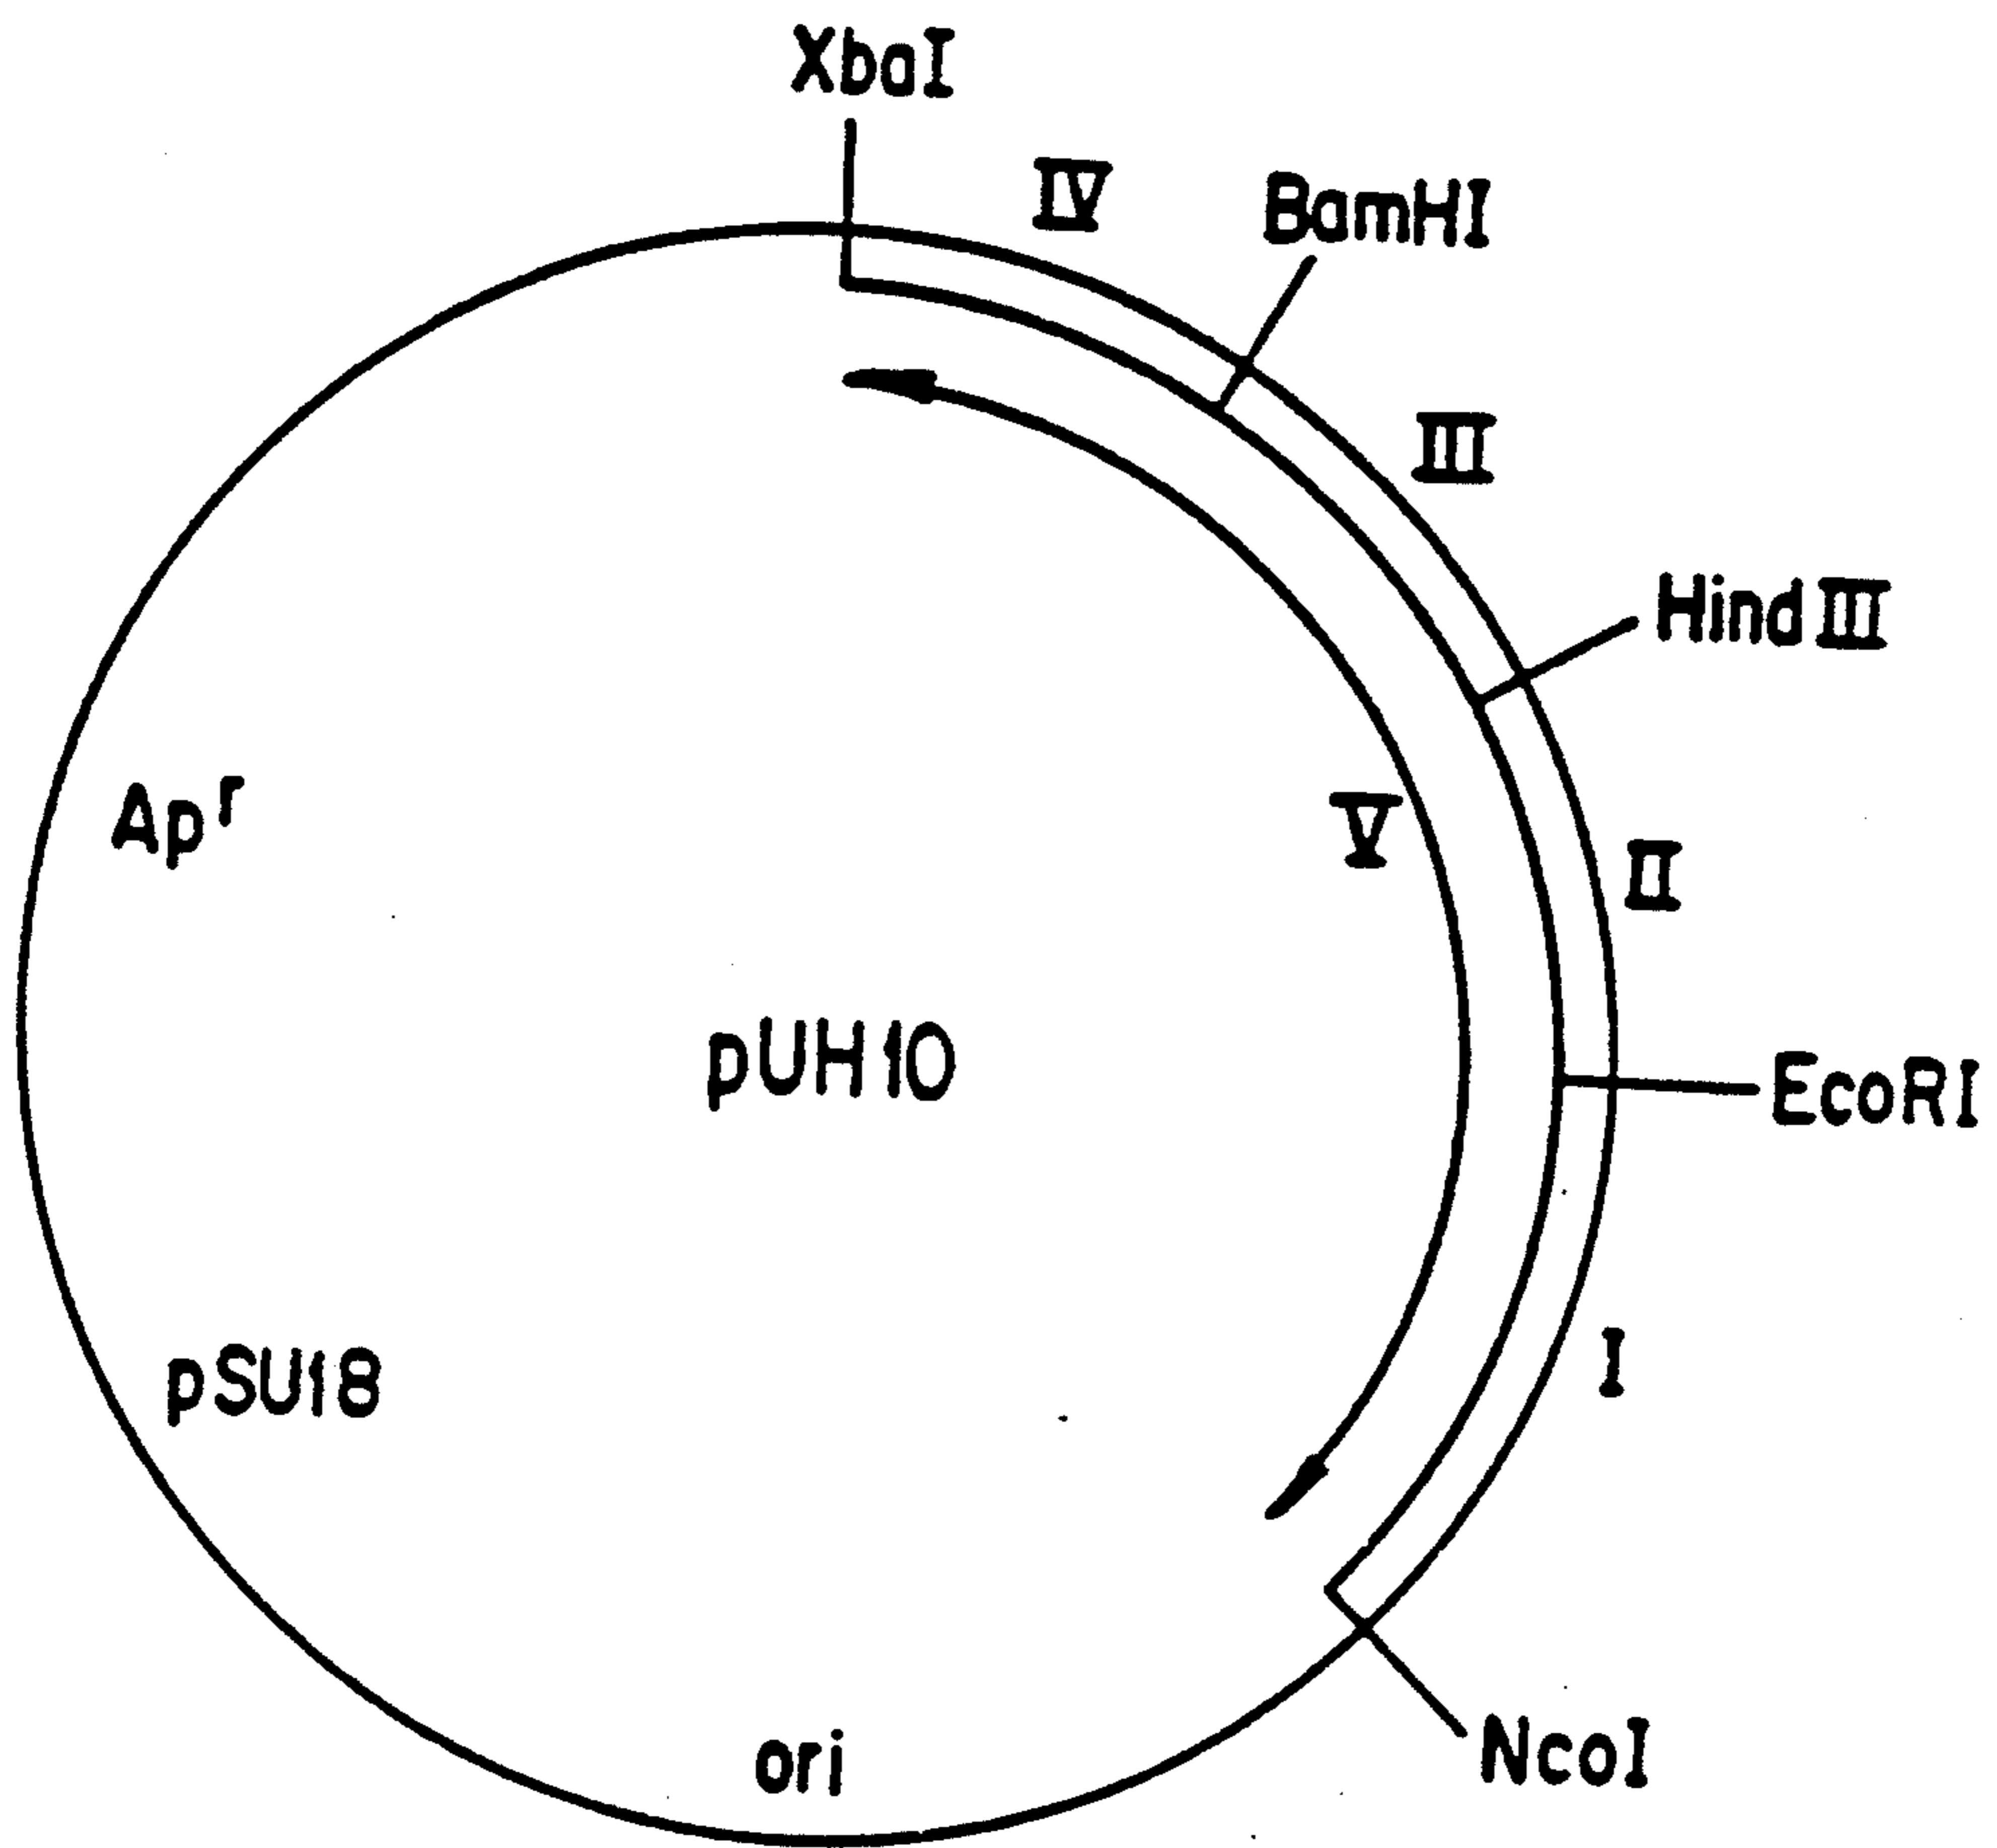 XbaI
IV
BamHI
III
HindIII
Apʳ
V
II
pUH10
EcoRI
I
pSU18
ori
NcoI